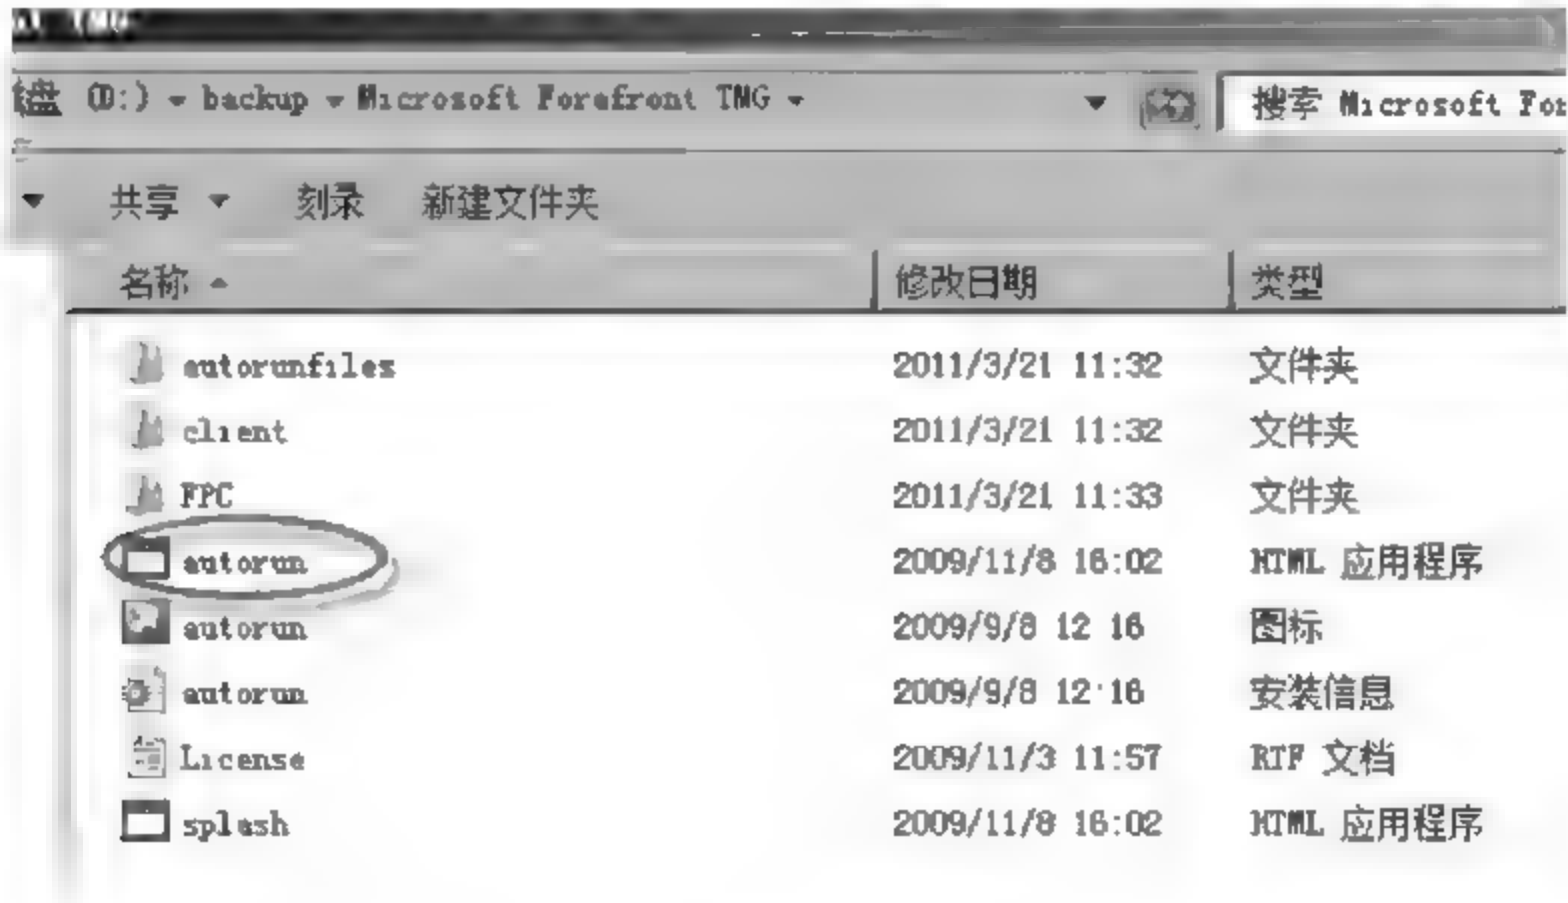 TMG
盘 (D:) backup Microsoft Forefront TMG 搜索 Microsoft For
共享 刻录 新建文件夹
名称 修改日期 类型
autorunfiles 2011/3/21 11:32 文件夹
client 2011/3/21 11:32 文件夹
FPC 2011/3/21 11:33 文件夹
autorun 2009/11/8 16:02 HTML 应用程序
autorun 2009/9/8 12 16 图标
autorun 2009/9/8 12:16 安装信息
License 2009/11/3 11:57 RTF 文档
splash 2009/11/8 16:02 HTML 应用程序